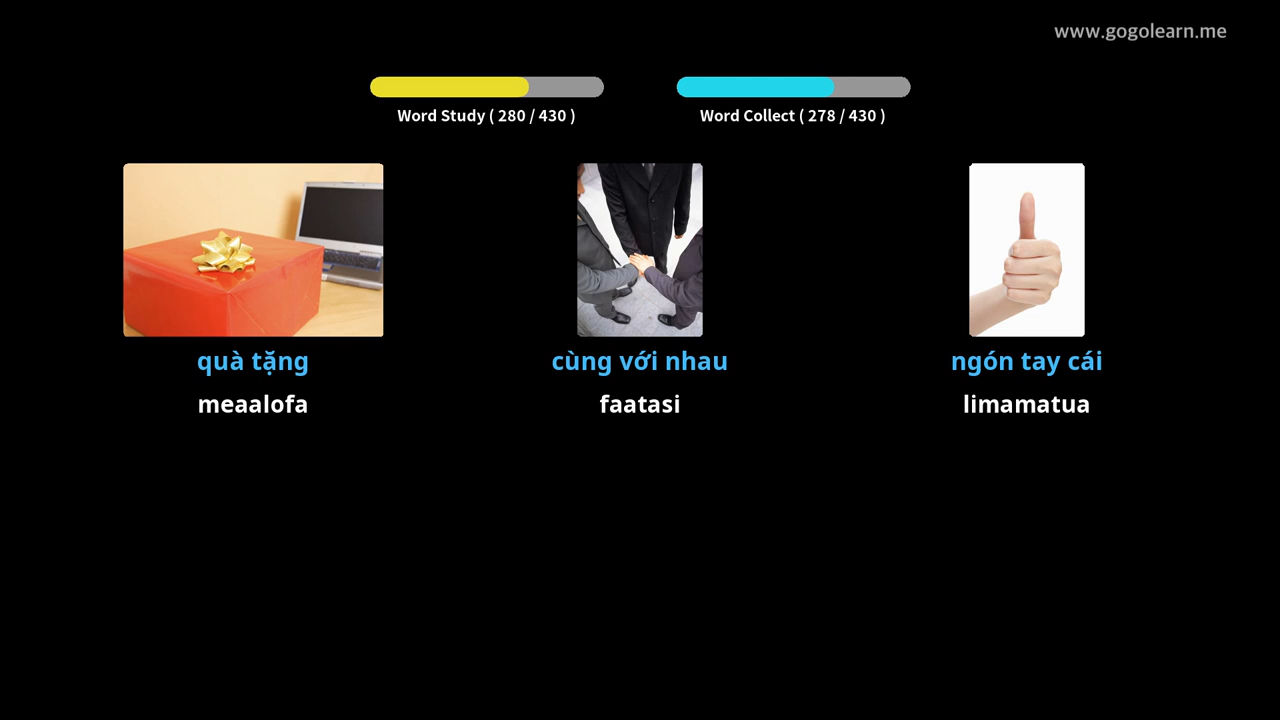 www.gogolearn.me
Word Study ( 280 / 430 )
Word Collect ( 278 / 430 )
quà tặng
cùng với nhau
ngón tay cái
meaalofa
faatasi
limamatua